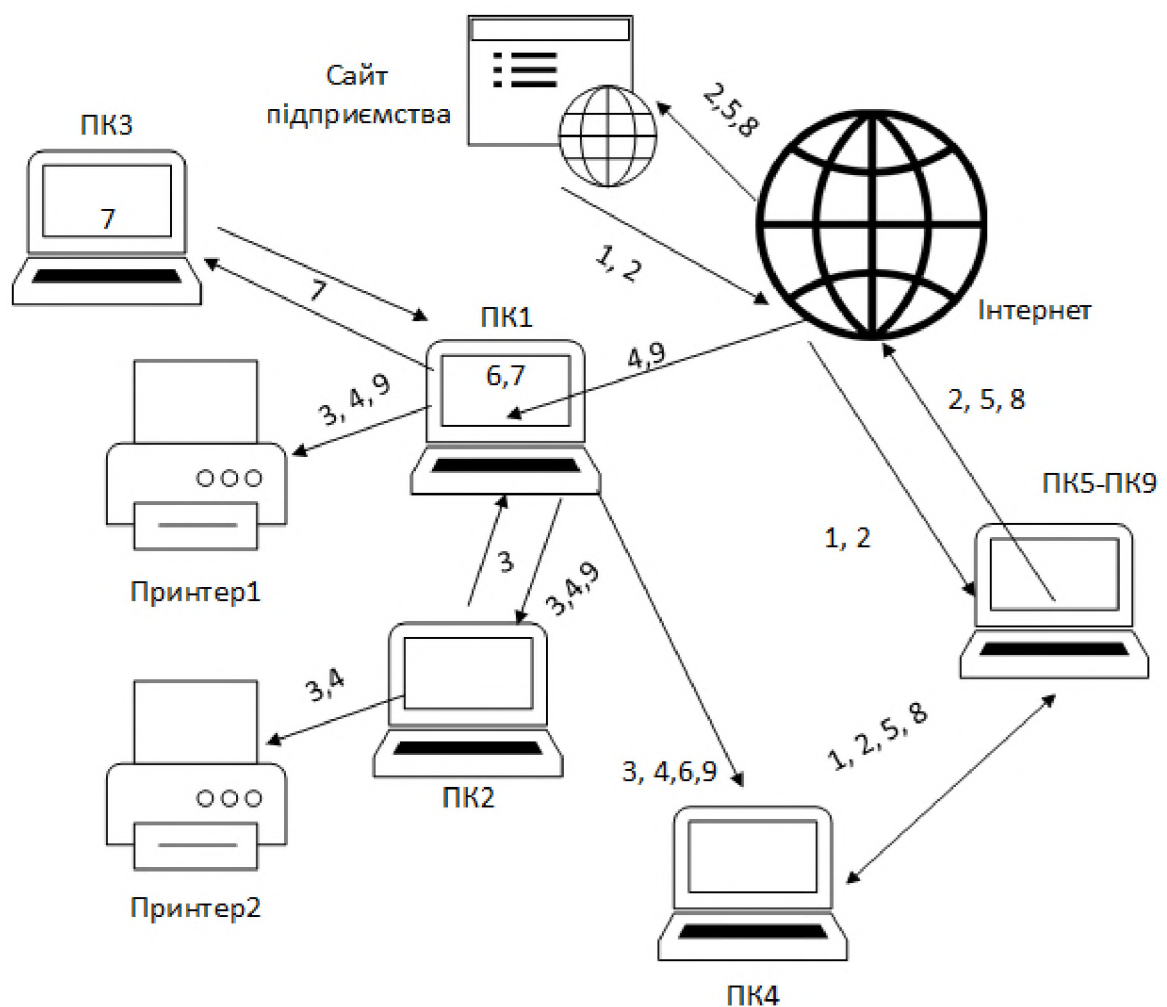 Сайт
підприємства
ПК3
2,5,8
7
1, 2
7
Інтернет
ПК1
4,9
6,7
3, 4, 9
2, 5, 8
ПК5-ПК9
1, 2
3
3,4,9
Принтер1
3,4
1, 2, 5, 8
3, 4,6,9
ПК2
Принтер2
ПК4